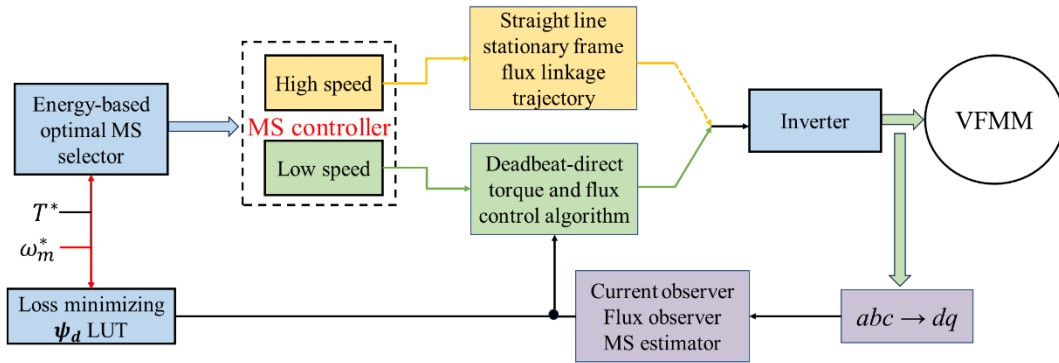 Straight line
stationary frame
flux linkage
trajectory
High speed
Energy-based
optimal MS
selector
MS controller
Inverter
VFMM
Low speed
Deadbeat-direct
torque and flux
control algorithm
T*
ω*m
Loss minimizing
ψd LUT
Current observer
Flux observer
MS estimator
abc → dq